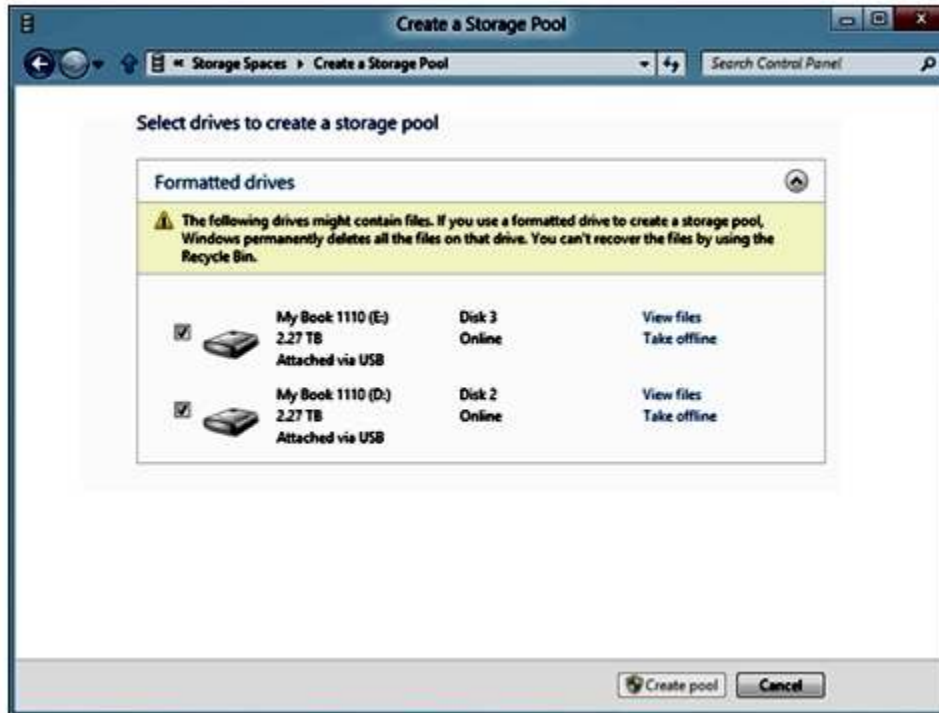 Create a Storage Pool
« Storage Spaces › Create a Storage Pool
Search Control Panel
Select drives to create a storage pool
Formatted drives
The following drives might contain files. If you use a formatted drive to create a storage pool,
Windows permanently deletes all the files on that drive. You can't recover the files by using the
Recycle Bin.
My Book 1110 (E:) Disk 3 View files
2.27 TB Online Take offline
Attached via USB
My Book 1110 (D:) Disk 2 View files
2.27 TB Online Take offline
Attached via USB
Create pool Cancel